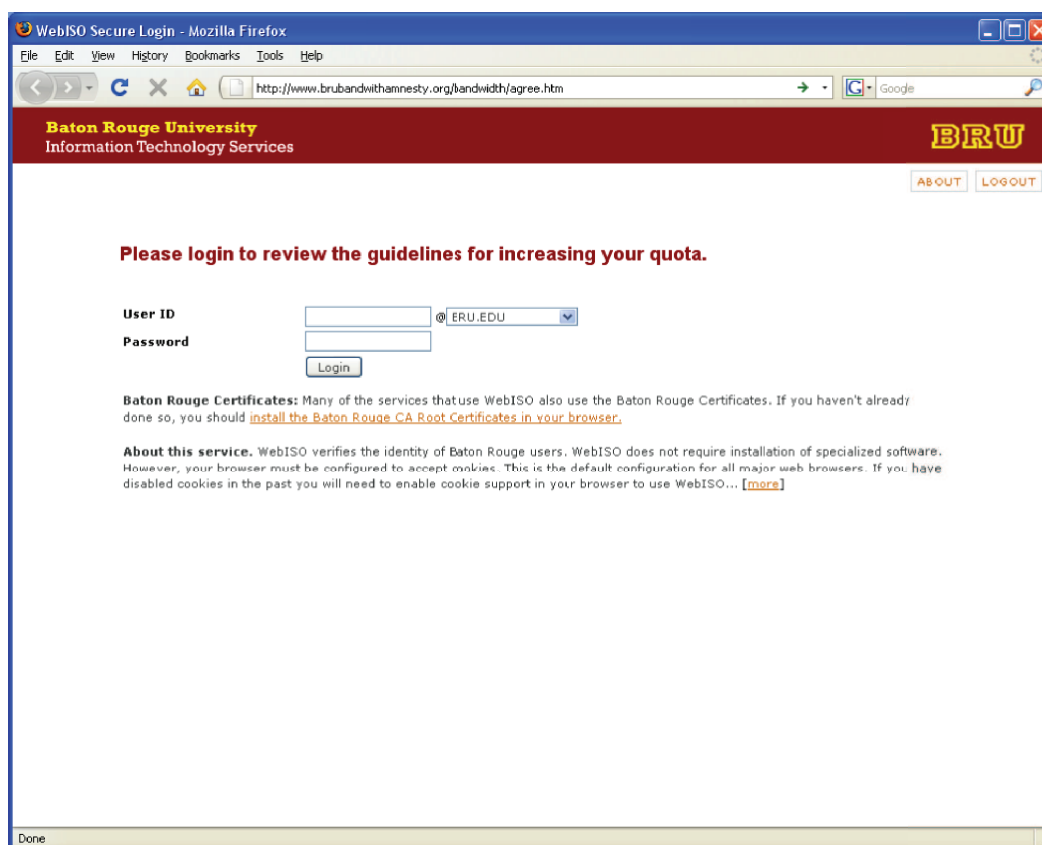 WebISO Secure Login - Mozilla Firefox
File Edit View History Bookmarks Tools Help
http://www.brubandwithamnesty.org/bandwidth/agree.htm
G Google
Baton Rouge University
Information Technology Services
BRU
ABOUT LOGOUT
Please login to review the guidelines for increasing your quota.
User ID @ ERU.EDU
Password
Login
Baton Rouge Certificates: Many of the services that use WebISO also use the Baton Rouge Certificates. If you haven't already
done so, you should install the Baton Rouge CA Root Certificates in your browser.
About this service. WebISO verifies the identity of Baton Rouge users. WebISO does not require installation of specialized software.
However, your browser must be configured to accept cookies. This is the default configuration for all major web browsers. If you have
disabled cookies in the past you will need to enable cookie support in your browser to use WebISO... [more]
Done